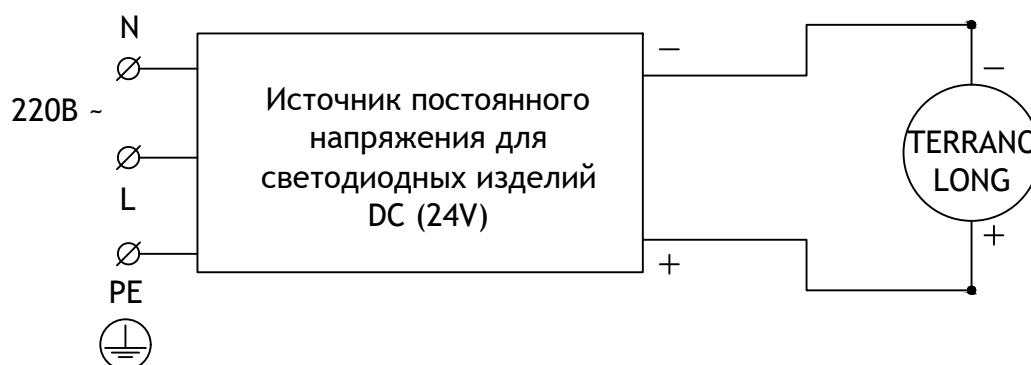 N
220В ~
L
PE
Источник постоянного
напряжения для
светодиодных изделий
DC (24V)
−
+
−
TERRANO
LONG
+